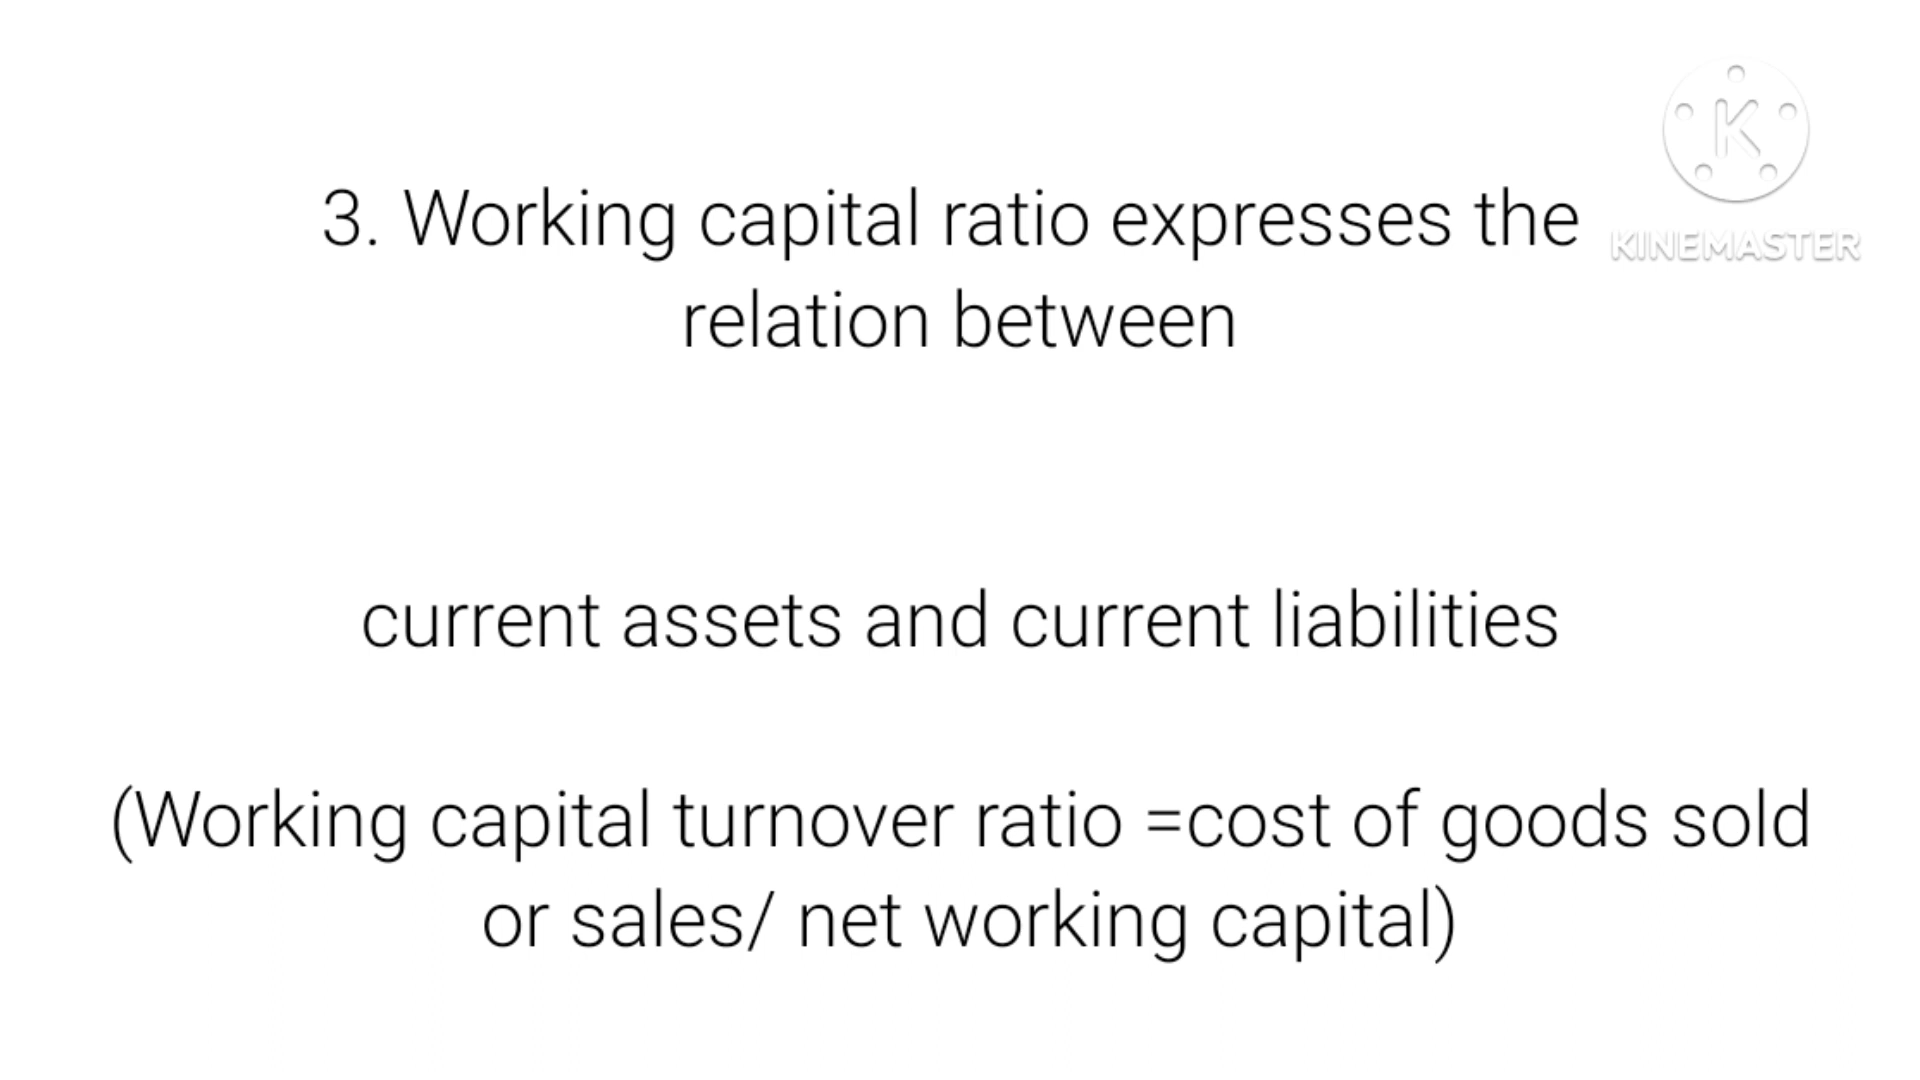 3. Working capital ratio expresses the
KINEMASTER
relation between
current assets and current liabilities
(Working capital turnover ratio =cost of goods sold
or sales/ net working capital)